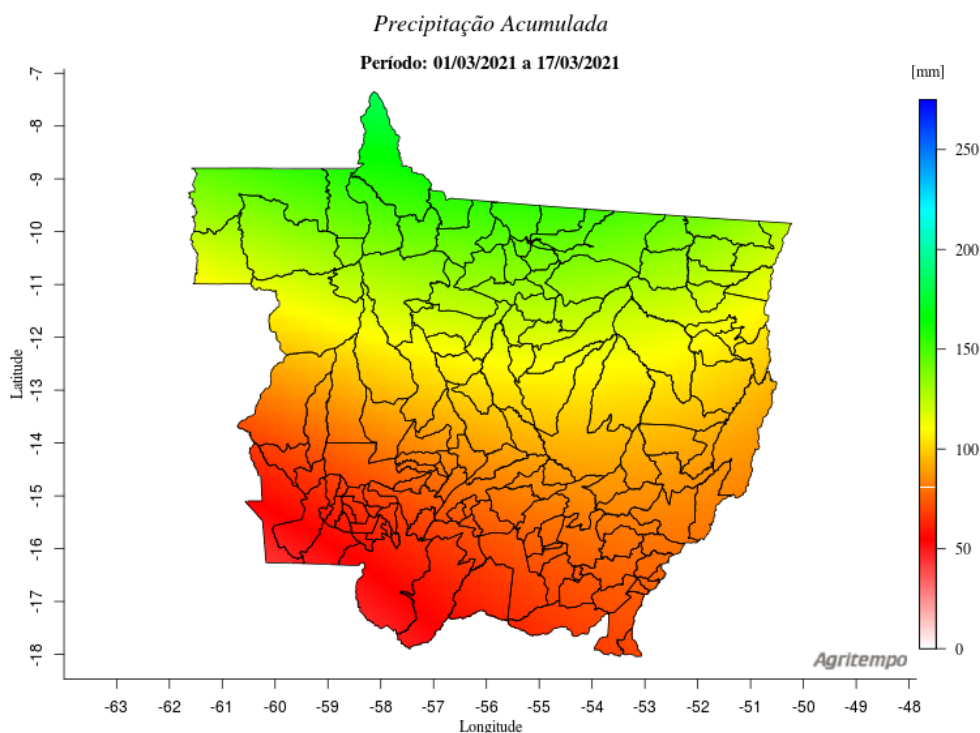 Precipitação Acumulada
Período: 01/03/2021 a 17/03/2021
[mm]
250
200
150
100
50
0
Latitude
-7
-8
-9
-10
-11
-12
-13
-14
-15
-16
-17
-18
Agritempo
-63 -62 -61 -60 -59 -58 -57 -56 -55 -54 -53 -52 -51 -50 -49 -48
Longitude